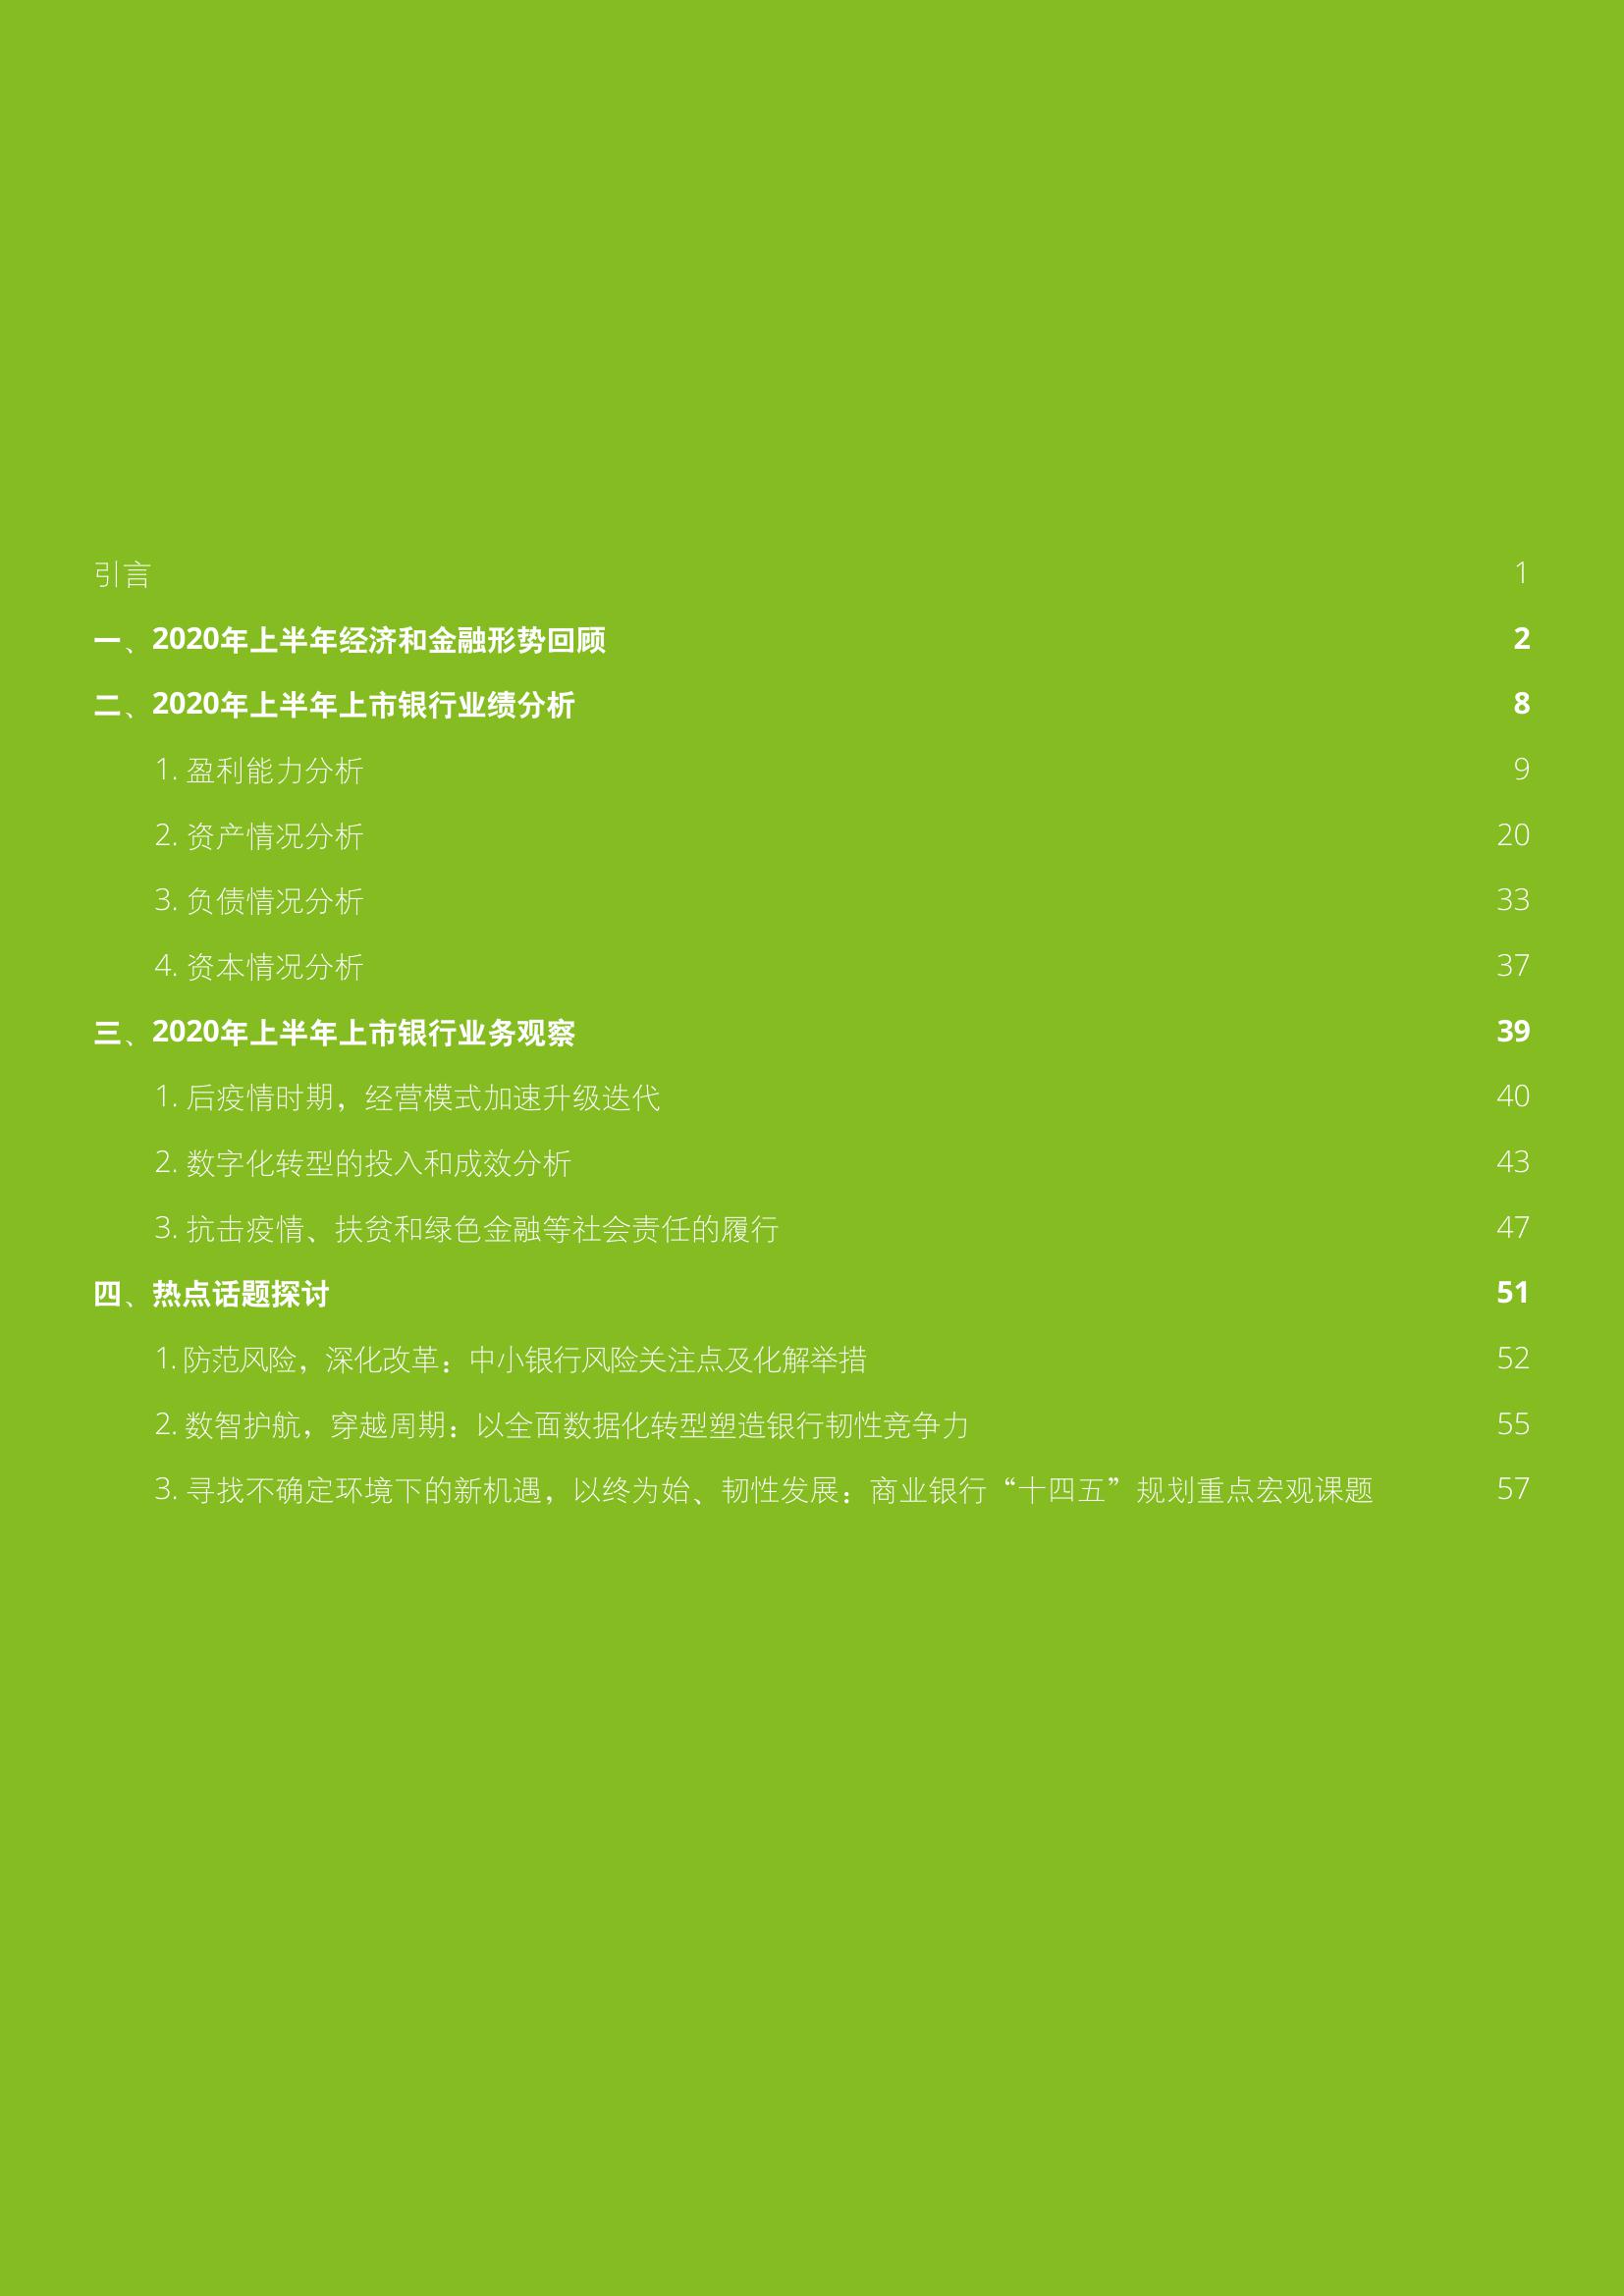 引言 1
一、2020年上半年经济和金融形势回顾 2
二、2020年上半年上市银行业绩分析 8
1. 盈利能力分析 9
2. 资产情况分析 20
3. 负债情况分析 33
4. 资本情况分析 37
三、2020年上半年上市银行业务观察 39
1. 后疫情时期，经营模式加速升级迭代 40
2. 数字化转型的投入和成效分析 43
3. 抗击疫情、扶贫和绿色金融等社会责任的履行 47
四、热点话题探讨 51
1. 防范风险，深化改革：中小银行风险关注点及化解举措 52
2. 数智护航，穿越周期：以全面数据化转型塑造银行韧性竞争力 55
3. 寻找不确定环境下的新机遇，以终为始、韧性发展：商业银行“十四五”规划重点宏观课题 57